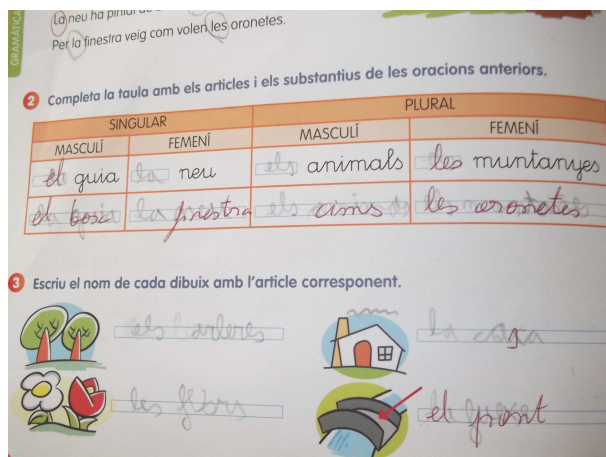 GRAMÀTICA
La neu ha pintat
Per la finestra veig com volen les oronetes.
2 Completa la taula amb els articles i els substantius de les oracions anteriors.
SINGULAR PLURAL
MASCULÍ FEMENÍ MASCULÍ FEMENÍ
el guia la neu els animals les muntanyes
el bosc la finestra els cims les oronetes
3 Escriu el nom de cada dibuix amb l'article corresponent.
els arbres la casa
les flors el pont